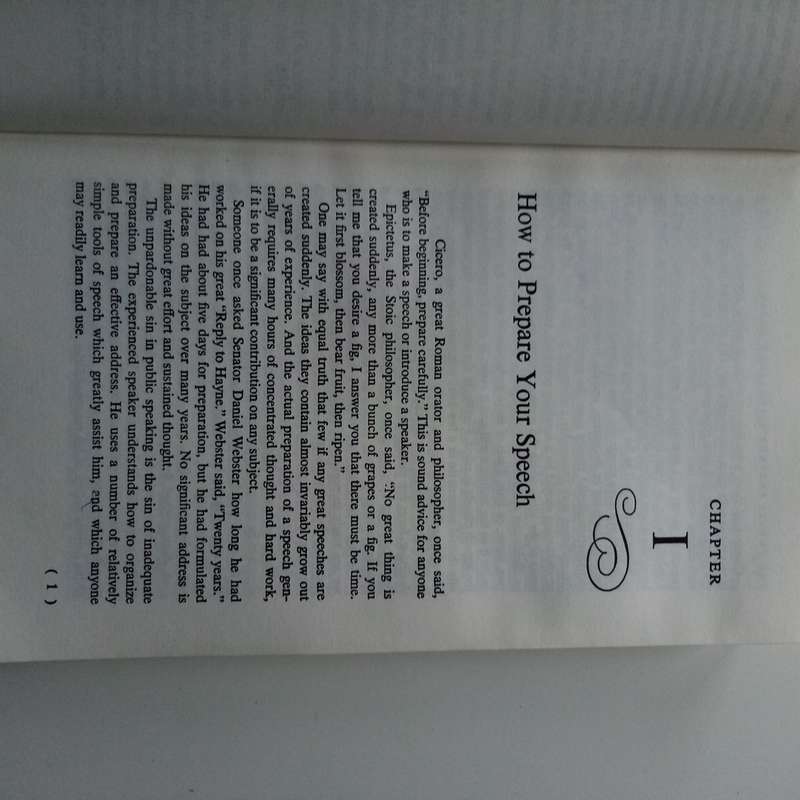 CHAPTER
I
How to Prepare Your Speech
Cicero, a great Roman orator and philosopher, once said,
“Before beginning, prepare carefully.” This is sound advice for anyone
who is to make a speech or introduce a speaker.
Epictetus, the Stoic philosopher, once said, “No great thing is
created suddenly, any more than a bunch of grapes or a fig. If you
tell me that you desire a fig, I answer you that there must be time.
Let it first blossom, then bear fruit, then ripen.”
One may say with equal truth that few if any great speeches are
created suddenly. The ideas they contain almost invariably grow out
of years of experience. And the actual preparation of a speech gen-
erally requires many hours of concentrated thought and hard work,
if it is to be a significant contribution on any subject.
Someone once asked Senator Daniel Webster how long he had
worked on his great “Reply to Hayne.” Webster said, “Twenty years.”
He had had about five days for preparation, but he had formulated
his ideas on the subject over many years. No significant address is
made without great effort and sustained thought.
The unpardonable sin in public speaking is the sin of inadequate
preparation. The experienced speaker understands how to organize
and prepare an effective address. He uses a number of relatively
simple tools of speech which greatly assist him, and which anyone
may readily learn and use.
( 1 )